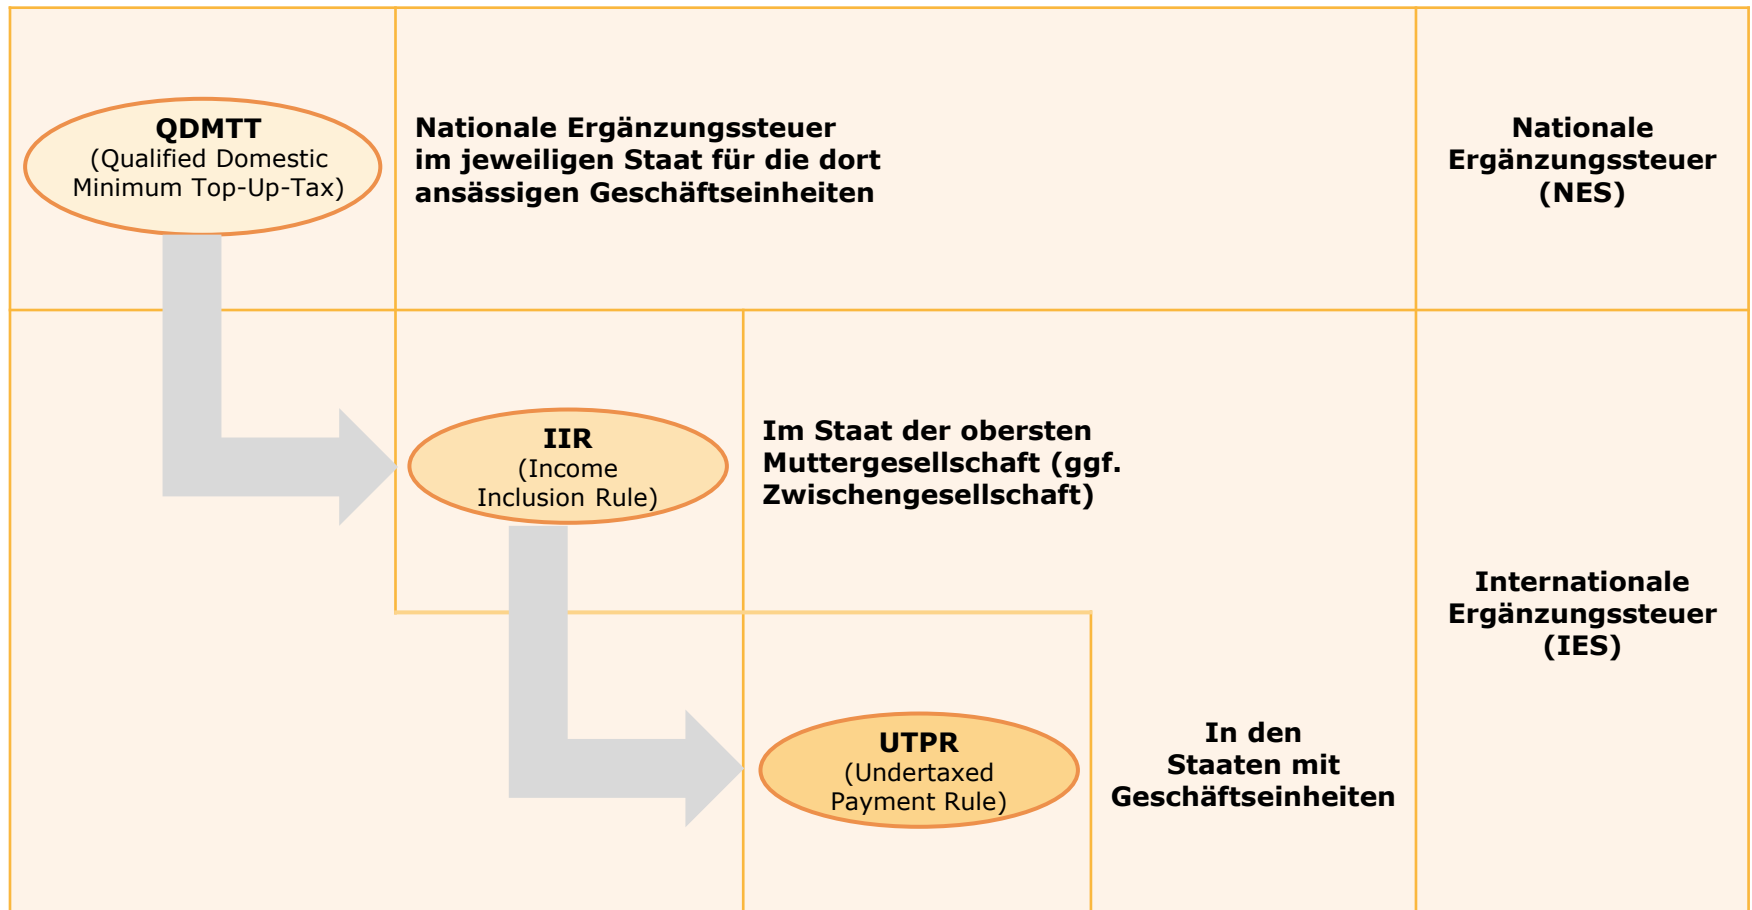 QDMTT
(Qualified Domestic
Minimum Top-Up-Tax)
Nationale Ergänzungssteuer
im jeweiligen Staat für die dort
ansässigen Geschäftseinheiten
Nationale
Ergänzungssteuer
(NES)
IIR
(Income
Inclusion Rule)
Im Staat der obersten
Muttergesellschaft (ggf.
Zwischengesellschaft)
Internationale
Ergänzungssteuer
(IES)
UTPR
(Undertaxed
Payment Rule)
In den
Staaten mit
Geschäftseinheiten